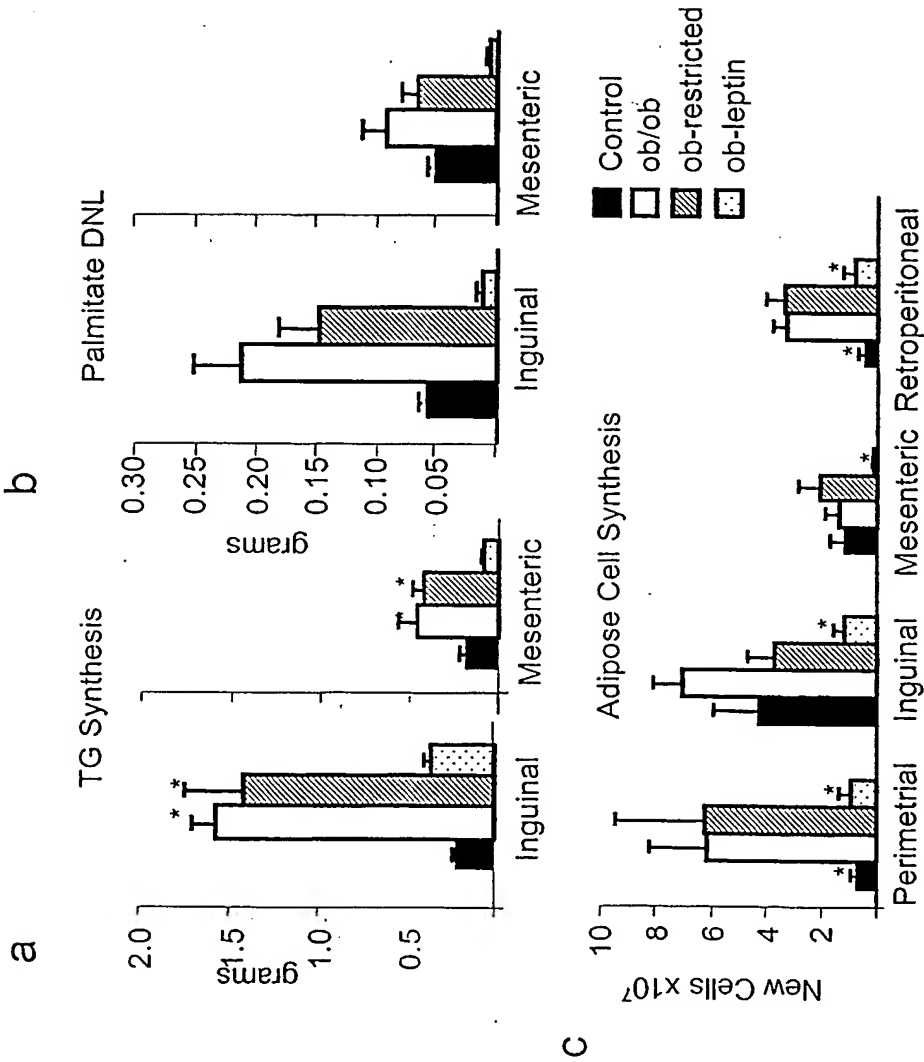 a
TG Synthesis
grams
2.0
1.5
1.0
0.5
* *
Inguinal
* *
Mesenteric
b
Palmitate DNL
grams
0.30
0.25
0.20
0.15
0.10
0.05
Inguinal
Mesenteric
c
Adipose Cell Synthesis
New Cells x10⁷
10
8
6
4
2
* *
*
*
* *
Perimetrial Inguinal Mesenteric Retroperitoneal
Control
ob/ob
ob-restricted
ob-leptin